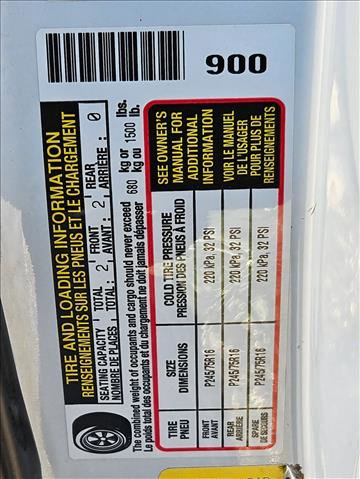 900
TIRE AND LOADING INFORMATION
RENSEIGNEMENTS SUR LES PNEUS ET LE CHARGEMENT
SEATING CAPACITY TOTAL 2 FRONT 2 REAR 0
NOMBRE DE PLACES: TOTAL: 2 AVANT: 2 ARRIÈRE: 0
The combined weight of occupants and cargo should never exceed 680 kg or 1500 lbs.
Le poids total des occupants et du chargement ne doit jamais dépasser 680 kg ou 1500 lb.
TIRE SIZE COLD TIRE PRESSURE
PNEU DIMENSIONS PRESSION DES PNEUS À FROID
FRONT
AVANT P245/75R16 220 kPa, 32 PSI
REAR
ARRIÈRE P245/75R16 220 kPa, 32 PSI
SPARE
DE SECOURS P245/75R16 220 kPa, 32 PSI
SEE OWNER'S
MANUAL FOR
ADDITIONAL
INFORMATION
VOIR LE MANUEL
DE L'USAGER
POUR PLUS DE
RENSEIGNEMENTS